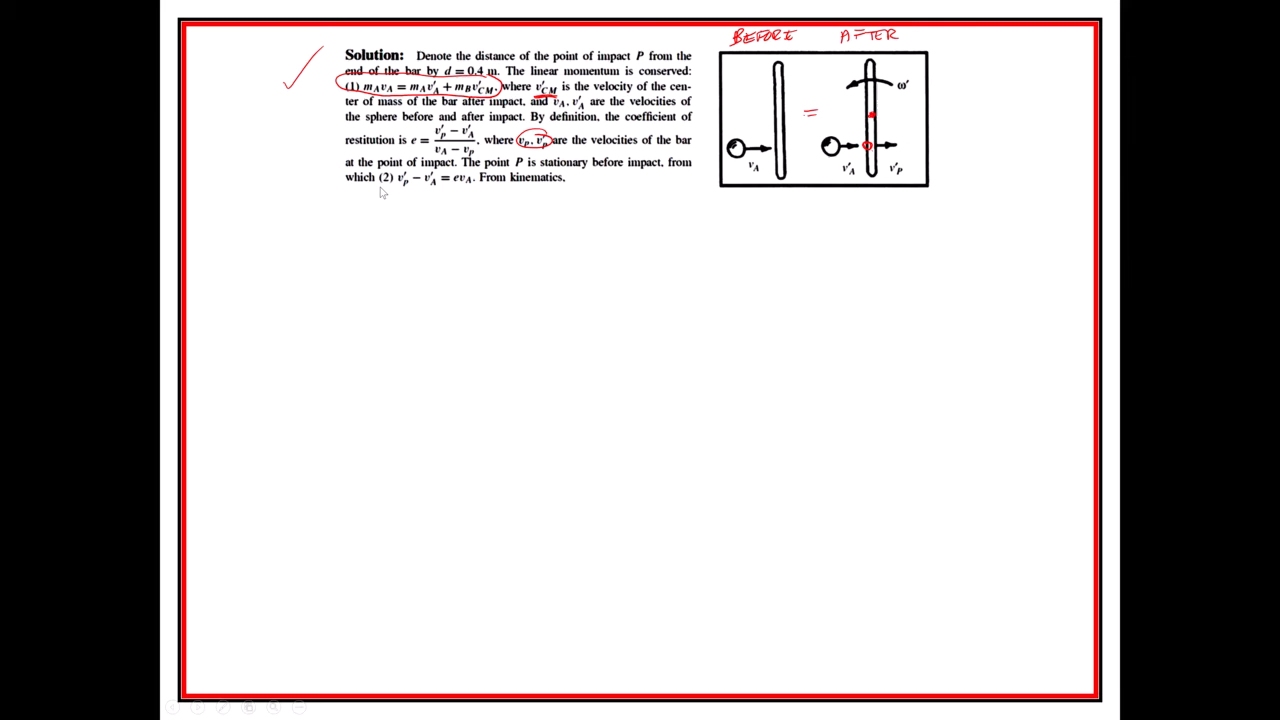 BEFORE AFTER
Solution: Denote the distance of the point of impact P from the
end of the bar by d = 0.4 m. The linear momentum is conserved:
(1) m_A v_A = m_A v′_A + m_B v′_CM, where v′_CM is the velocity of the cen-
ter of mass of the bar after impact, and v_A, v′_A are the velocities of
the sphere before and after impact. By definition, the coefficient of
restitution is e = (v′_P − v′_A)/(v_A − v_P), where v_P, v′_P are the velocities of the bar
at the point of impact. The point P is stationary before impact, from
which (2) v′_P − v′_A = ev_A. From kinematics,
ω′
=
v_A v′_A v′_P